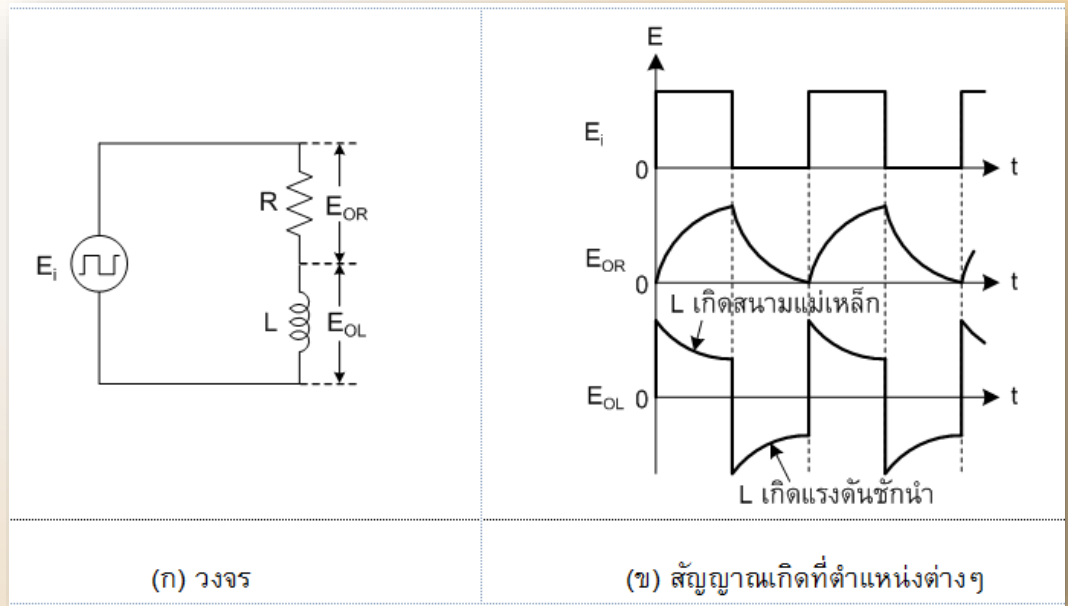 R
E_OR
E_i
L
E_OL
E
E_i
0
t
E_OR
0
t
L เกิดสนามแม่เหล็ก
E_OL
0
t
L เกิดแรงดันชักนำ
(ก) วงจร
(ข) สัญญาณเกิดที่ตำแหน่งต่างๆ